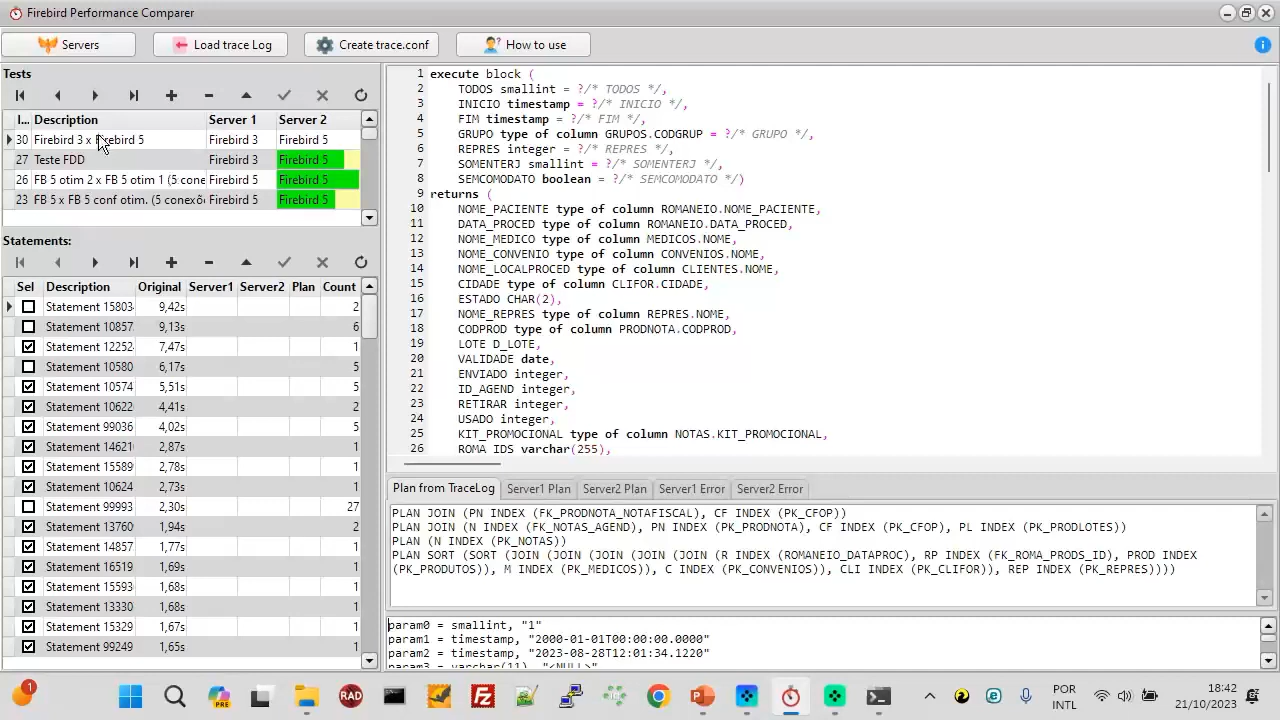 Firebird Performance Comparer
Servers Load trace Log Create trace.conf How to use
Tests
I... Description Server 1 Server 2
30 Firebird 3 x Firebird 5 Firebird 3 Firebird 5
27 Teste FDD Firebird 3 Firebird 5
26 FB 5 otim 2 x FB 5 otim 1 (5 cone Firebird 5 Firebird 5
23 FB 5 x FB 5 conf otim. (5 conexõ Firebird 5 Firebird 5
Statements:
Sel Description Original Server1 Server2 Plan Count
Statement 15803 9,42s 2
Statement 10857 9,13s 6
Statement 12252 7,47s 1
Statement 10580 6,17s 5
Statement 10574 5,51s 5
Statement 10622 4,41s 2
Statement 99036 4,02s 5
Statement 14621 2,87s 1
Statement 15589 2,78s 1
Statement 10624 2,73s 1
Statement 99993 2,30s 27
Statement 13760 1,94s 2
Statement 14857 1,77s 1
Statement 16519 1,69s 1
Statement 15593 1,68s 1
Statement 13330 1,68s 1
Statement 15329 1,67s 1
Statement 99249 1,65s 1
1 execute block (
2 TODOS smallint = ?/* TODOS */,
3 INICIO timestamp = ?/* INICIO */,
4 FIM timestamp = ?/* FIM */,
5 GRUPO type of column GRUPOS.CODGRUP = ?/* GRUPO */,
6 REPRES integer = ?/* REPRES */,
7 SOMENTERJ smallint = ?/* SOMENTERJ */,
8 SEMCOMODATO boolean = ?/* SEMCOMODATO */)
9 returns (
10 NOME_PACIENTE type of column ROMANEIO.NOME_PACIENTE,
11 DATA_PROCED type of column ROMANEIO.DATA_PROCED,
12 NOME_MEDICO type of column MEDICOS.NOME,
13 NOME_CONVENIO type of column CONVENIOS.NOME,
14 NOME_LOCALPROCED type of column CLIENTES.NOME,
15 CIDADE type of column CLIFOR.CIDADE,
16 ESTADO CHAR(2),
17 NOME_REPRES type of column REPRES.NOME,
18 CODPROD type of column PRODNOTA.CODPROD,
19 LOTE D_LOTE,
20 VALIDADE date,
21 ENVIADO integer,
22 ID_AGEND integer,
23 RETIRAR integer,
24 USADO integer,
25 KIT_PROMOCIONAL type of column NOTAS.KIT_PROMOCIONAL,
26 ROMA_IDS varchar(255),
Plan from TraceLog Server1 Plan Server2 Plan Server1 Error Server2 Error
PLAN JOIN (PN INDEX (FK_PRODNOTA_NOTAFISCAL), CF INDEX (PK_CFOP))
PLAN JOIN (N INDEX (FK_NOTAS_AGEND), PN INDEX (PK_PRODNOTA), CF INDEX (PK_CFOP), PL INDEX (PK_PRODLOTES))
PLAN (N INDEX (PK_NOTAS))
PLAN SORT (SORT (JOIN (JOIN (JOIN (JOIN (JOIN (R INDEX (ROMANEIO_DATAPROC), RP INDEX (FK_ROMA_PRODS_ID), PROD INDEX
(PK_PRODUTOS)), M INDEX (PK_MEDICOS)), C INDEX (PK_CONVENIOS)), CLI INDEX (PK_CLIFOR)), REP INDEX (PK_REPRES))))
param0 = smallint, "1"
param1 = timestamp, "2000-01-01T00:00:00.0000"
param2 = timestamp, "2023-08-28T12:01:34.1220"
param3 = varchar(11), "<NULL>"
1 PRE RAD POR INTL 18:42 21/10/2023